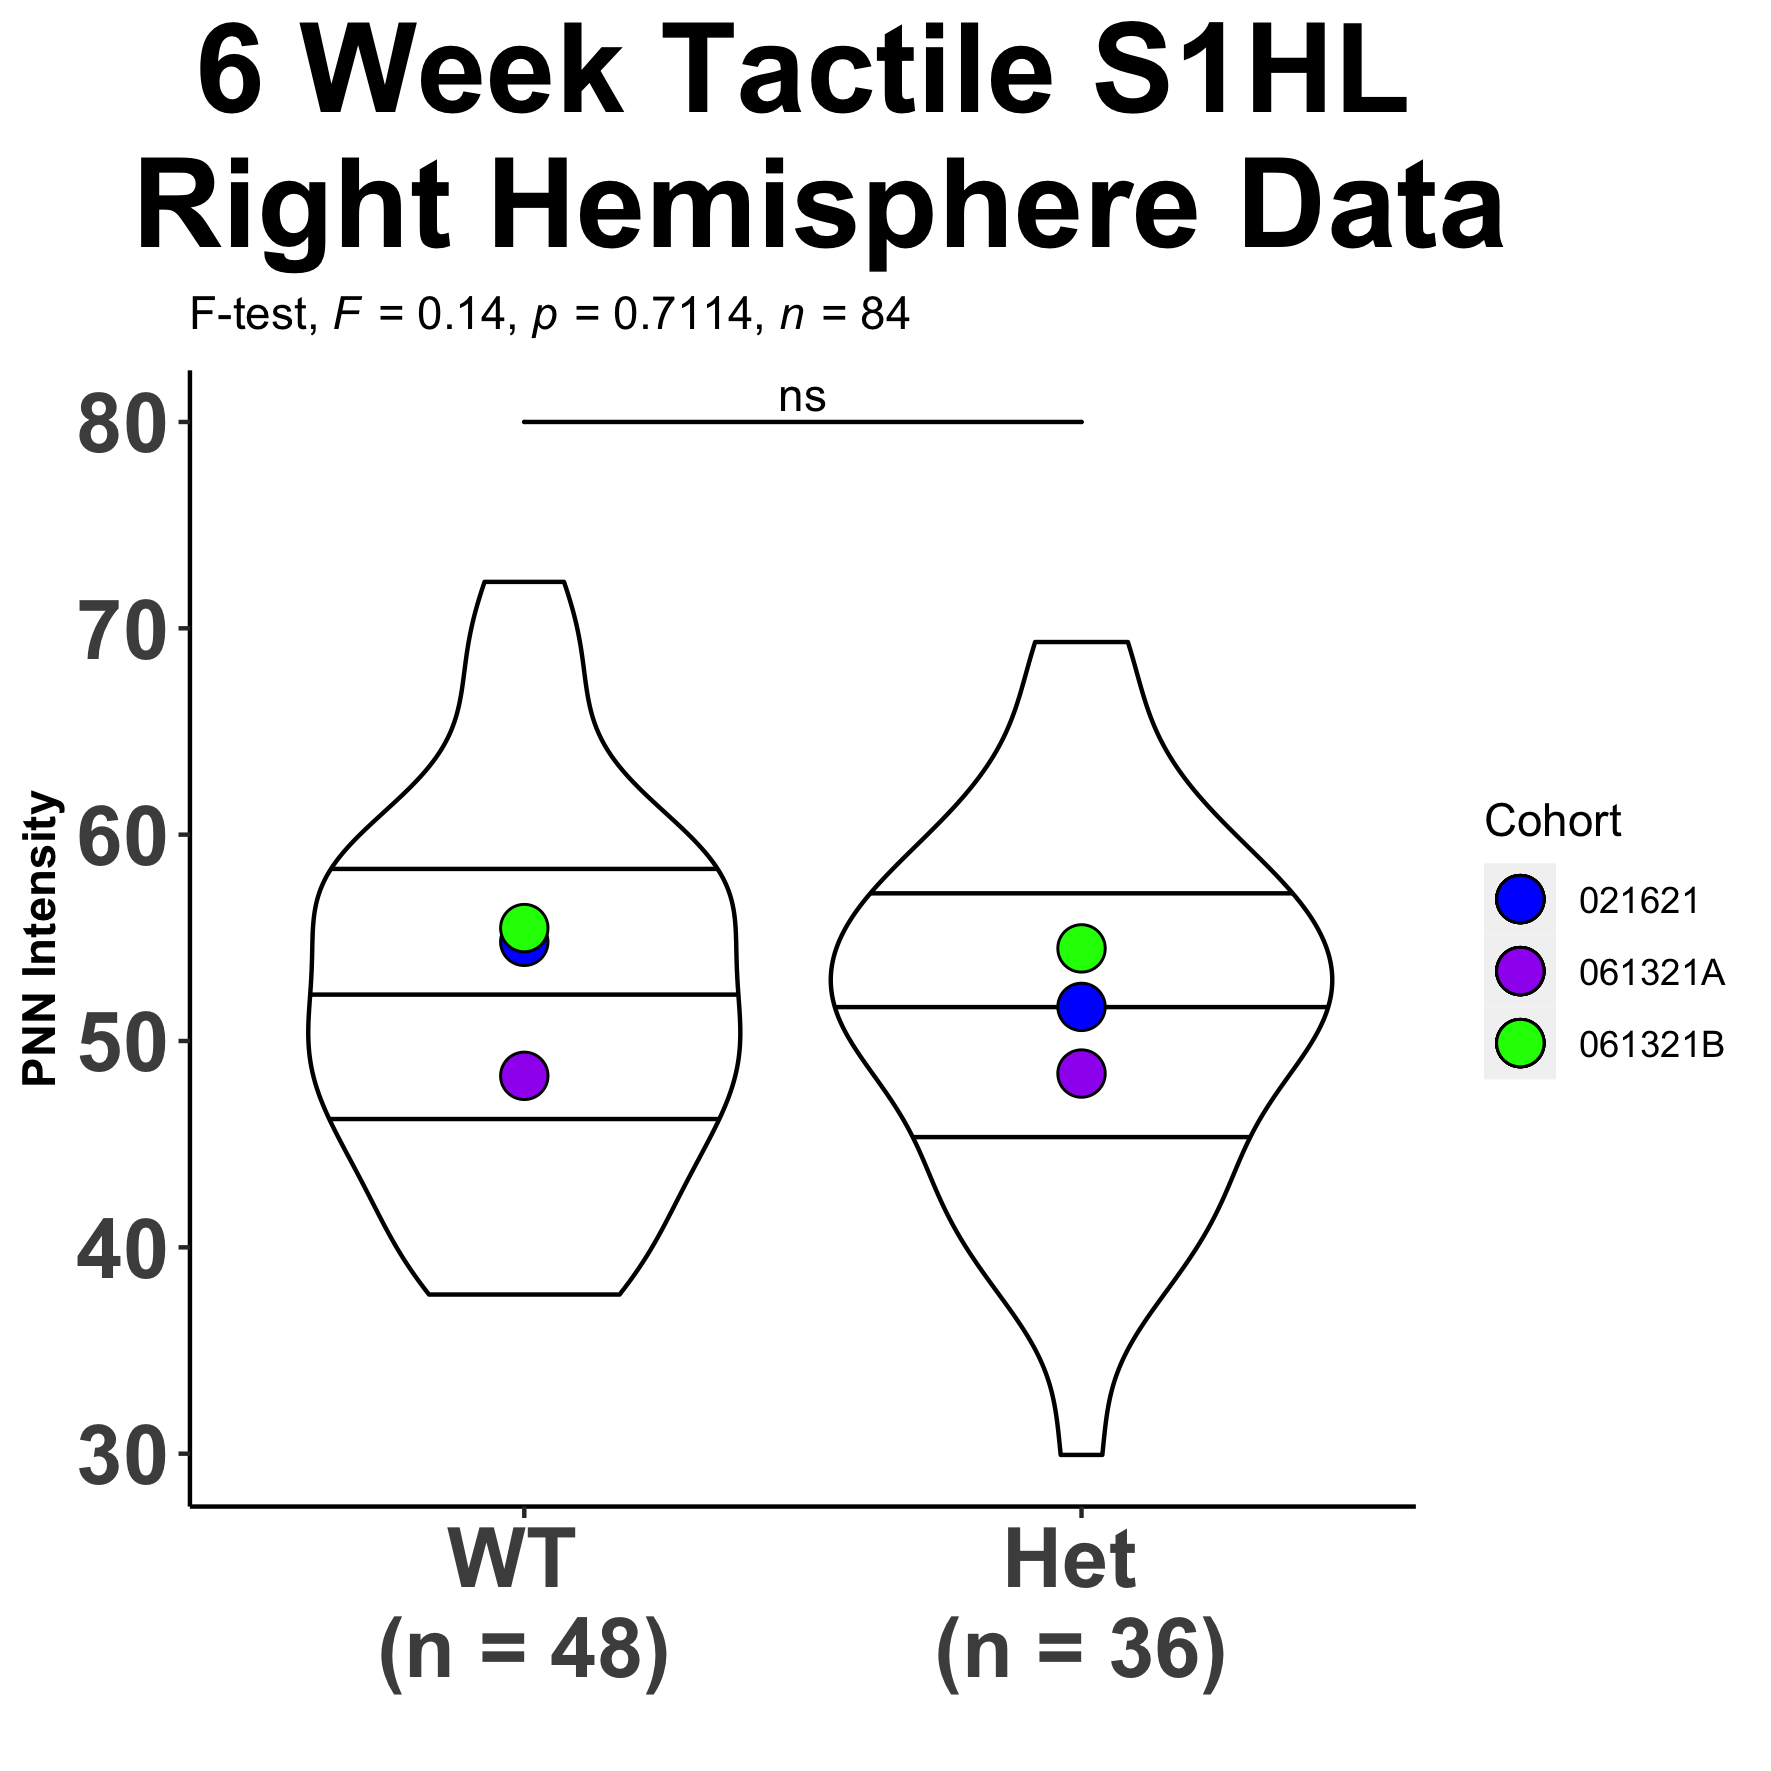 6 Week Tactile S1HL
Right Hemisphere Data
F-test, F = 0.14, p = 0.7114, n = 84
ns
80
70
60
50
40
30
PNN Intensity
WT
(n = 48)
Het
(n = 36)
Cohort
021621
061321A
061321B